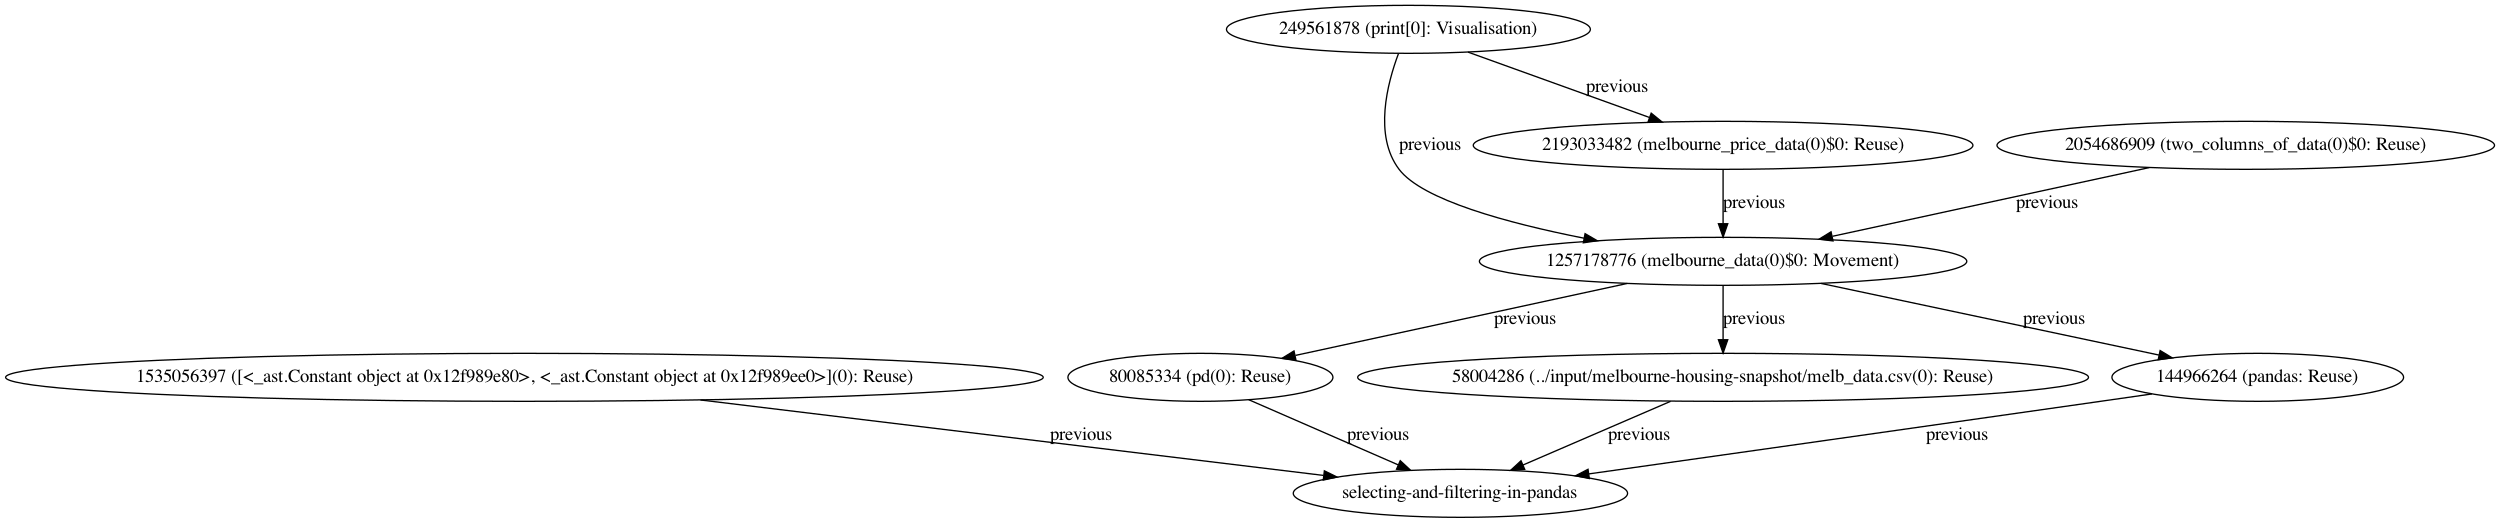 249561878 (print[0]: Visualisation)
previous
previous
2193033482 (melbourne_price_data(0)$0: Reuse)
2054686909 (two_columns_of_data(0)$0: Reuse)
previous
previous
1257178776 (melbourne_data(0)$0: Movement)
previous
previous
previous
1535056397 ([<_ast.Constant object at 0x12f989e80>, <_ast.Constant object at 0x12f989ee0>](0): Reuse)
80085334 (pd(0): Reuse)
58004286 (../input/melbourne-housing-snapshot/melb_data.csv(0): Reuse)
144966264 (pandas: Reuse)
previous
previous
previous
previous
selecting-and-filtering-in-pandas